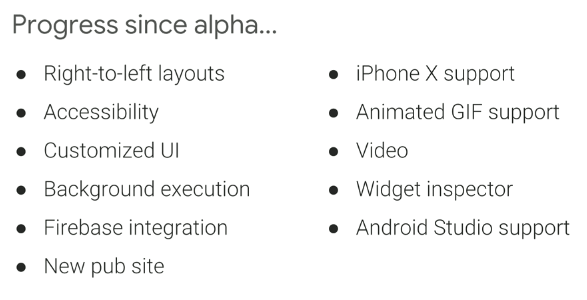 Progress since alpha...
● Right-to-left layouts
● Accessibility
● Customized UI
● Background execution
● Firebase integration
● New pub site
● iPhone X support
● Animated GIF support
● Video
● Widget inspector
● Android Studio support